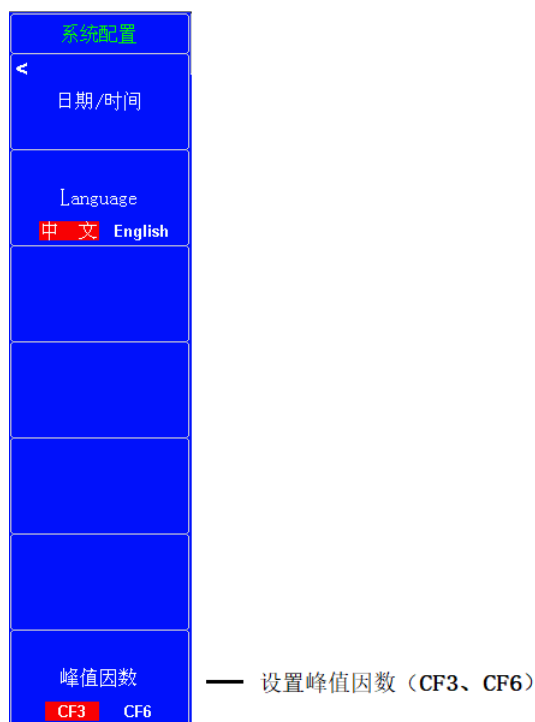 系统配置
<
日期/时间
Language
中 文 English
峰值因数 — 设置峰值因数（CF3、CF6）
CF3 CF6